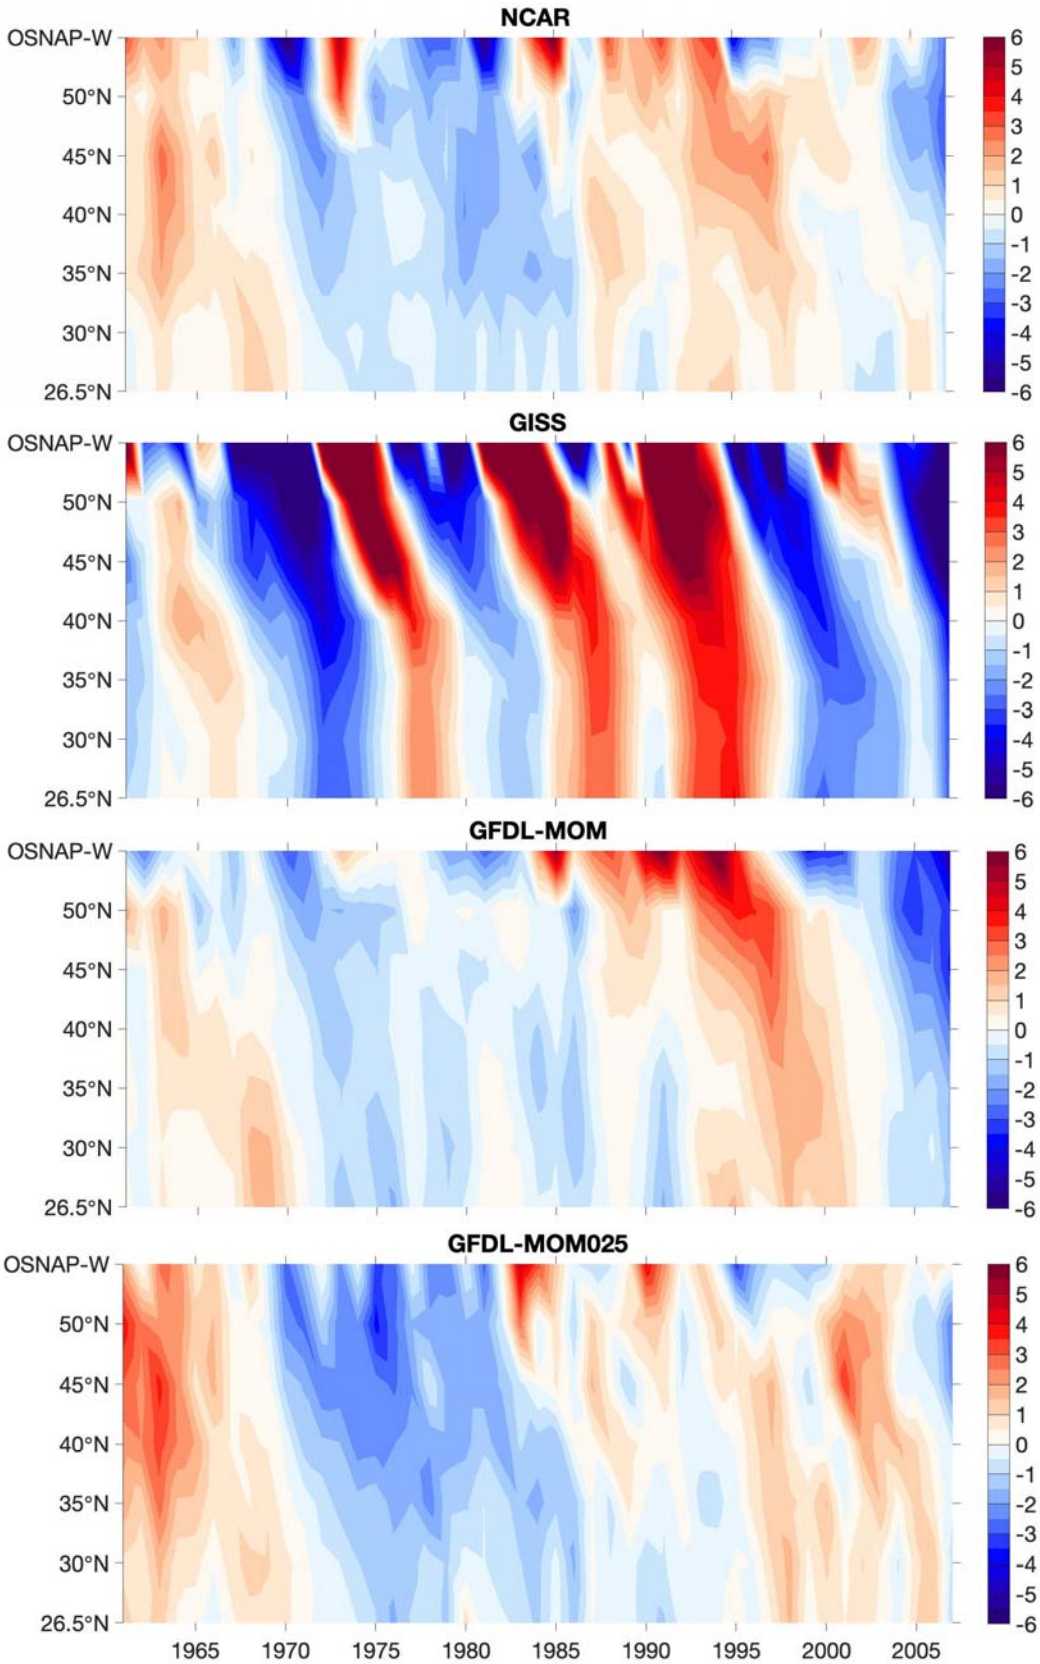 NCAR
OSNAP-W
50°N
45°N
40°N
35°N
30°N
26.5°N
6
5
4
3
2
1
0
-1
-2
-3
-4
-5
-6
GISS
OSNAP-W
50°N
45°N
40°N
35°N
30°N
26.5°N
6
5
4
3
2
1
0
-1
-2
-3
-4
-5
-6
GFDL-MOM
OSNAP-W
50°N
45°N
40°N
35°N
30°N
26.5°N
6
5
4
3
2
1
0
-1
-2
-3
-4
-5
-6
GFDL-MOM025
OSNAP-W
50°N
45°N
40°N
35°N
30°N
26.5°N
6
5
4
3
2
1
0
-1
-2
-3
-4
-5
-6
1965 1970 1975 1980 1985 1990 1995 2000 2005